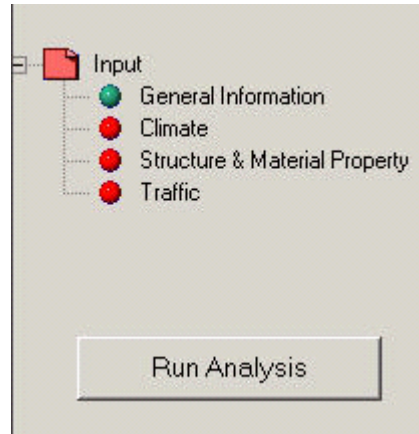 Input
General Information
Climate
Structure & Material Property
Traffic
Run Analysis